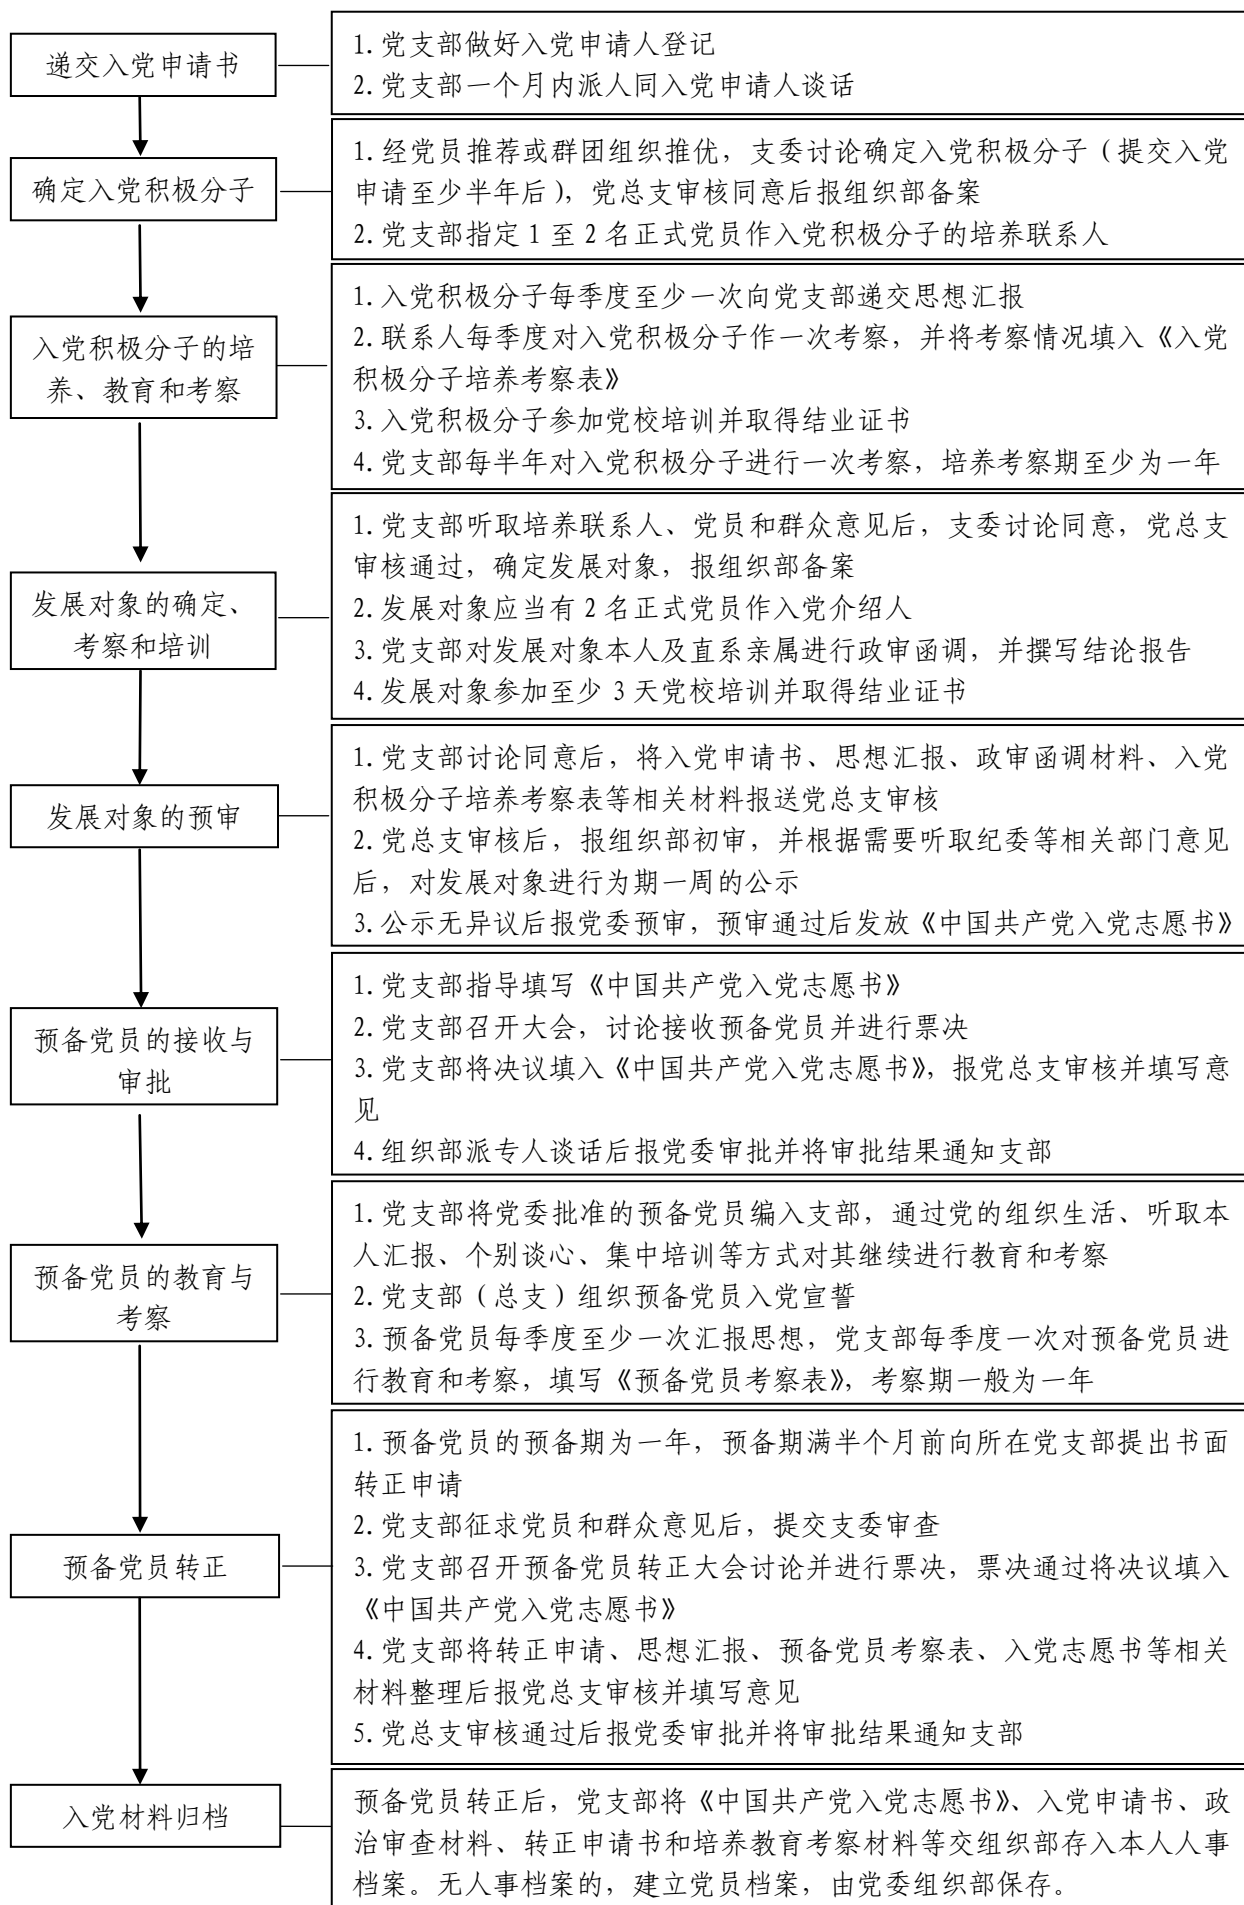 递交入党申请书
1.党支部做好入党申请人登记
2.党支部一个月内派人同入党申请人谈话
确定入党积极分子
1.经党员推荐或群团组织推优，支委讨论确定入党积极分子（提交入党
申请至少半年后），党总支审核同意后报组织部备案
2.党支部指定1至2名正式党员作入党积极分子的培养联系人
入党积极分子的培
养、教育和考察
1.入党积极分子每季度至少一次向党支部递交思想汇报
2.联系人每季度对入党积极分子作一次考察，并将考察情况填入《入党
积极分子培养考察表》
3.入党积极分子参加党校培训并取得结业证书
4.党支部每半年对入党积极分子进行一次考察，培养考察期至少为一年
发展对象的确定、
考察和培训
1.党支部听取培养联系人、党员和群众意见后，支委讨论同意，党总支
审核通过，确定发展对象，报组织部备案
2.发展对象应当有2名正式党员作入党介绍人
3.党支部对发展对象本人及直系亲属进行政审函调，并撰写结论报告
4.发展对象参加至少3天党校培训并取得结业证书
发展对象的预审
1.党支部讨论同意后，将入党申请书、思想汇报、政审函调材料、入党
积极分子培养考察表等相关材料报送党总支审核
2.党总支审核后，报组织部初审，并根据需要听取纪委等相关部门意见
后，对发展对象进行为期一周的公示
3.公示无异议后报党委预审，预审通过后发放《中国共产党入党志愿书》
预备党员的接收与
审批
1.党支部指导填写《中国共产党入党志愿书》
2.党支部召开大会，讨论接收预备党员并进行票决
3.党支部将决议填入《中国共产党入党志愿书》，报党总支审核并填写意
见
4.组织部派专人谈话后报党委审批并将审批结果通知支部
预备党员的教育与
考察
1.党支部将党委批准的预备党员编入支部，通过党的组织生活、听取本
人汇报、个别谈心、集中培训等方式对其继续进行教育和考察
2.党支部（总支）组织预备党员入党宣誓
3.预备党员每季度至少一次汇报思想，党支部每季度一次对预备党员进
行教育和考察，填写《预备党员考察表》，考察期一般为一年
预备党员转正
1.预备党员的预备期为一年，预备期满半个月前向所在党支部提出书面
转正申请
2.党支部征求党员和群众意见后，提交支委审查
3.党支部召开预备党员转正大会讨论并进行票决，票决通过将决议填入
《中国共产党入党志愿书》
4.党支部将转正申请、思想汇报、预备党员考察表、入党志愿书等相关
材料整理后报党总支审核并填写意见
5.党总支审核通过后报党委审批并将审批结果通知支部
入党材料归档
预备党员转正后，党支部将《中国共产党入党志愿书》、入党申请书、政
治审查材料、转正申请书和培养教育考察材料等交组织部存入本人人事
档案。无人事档案的，建立党员档案，由党委组织部保存。